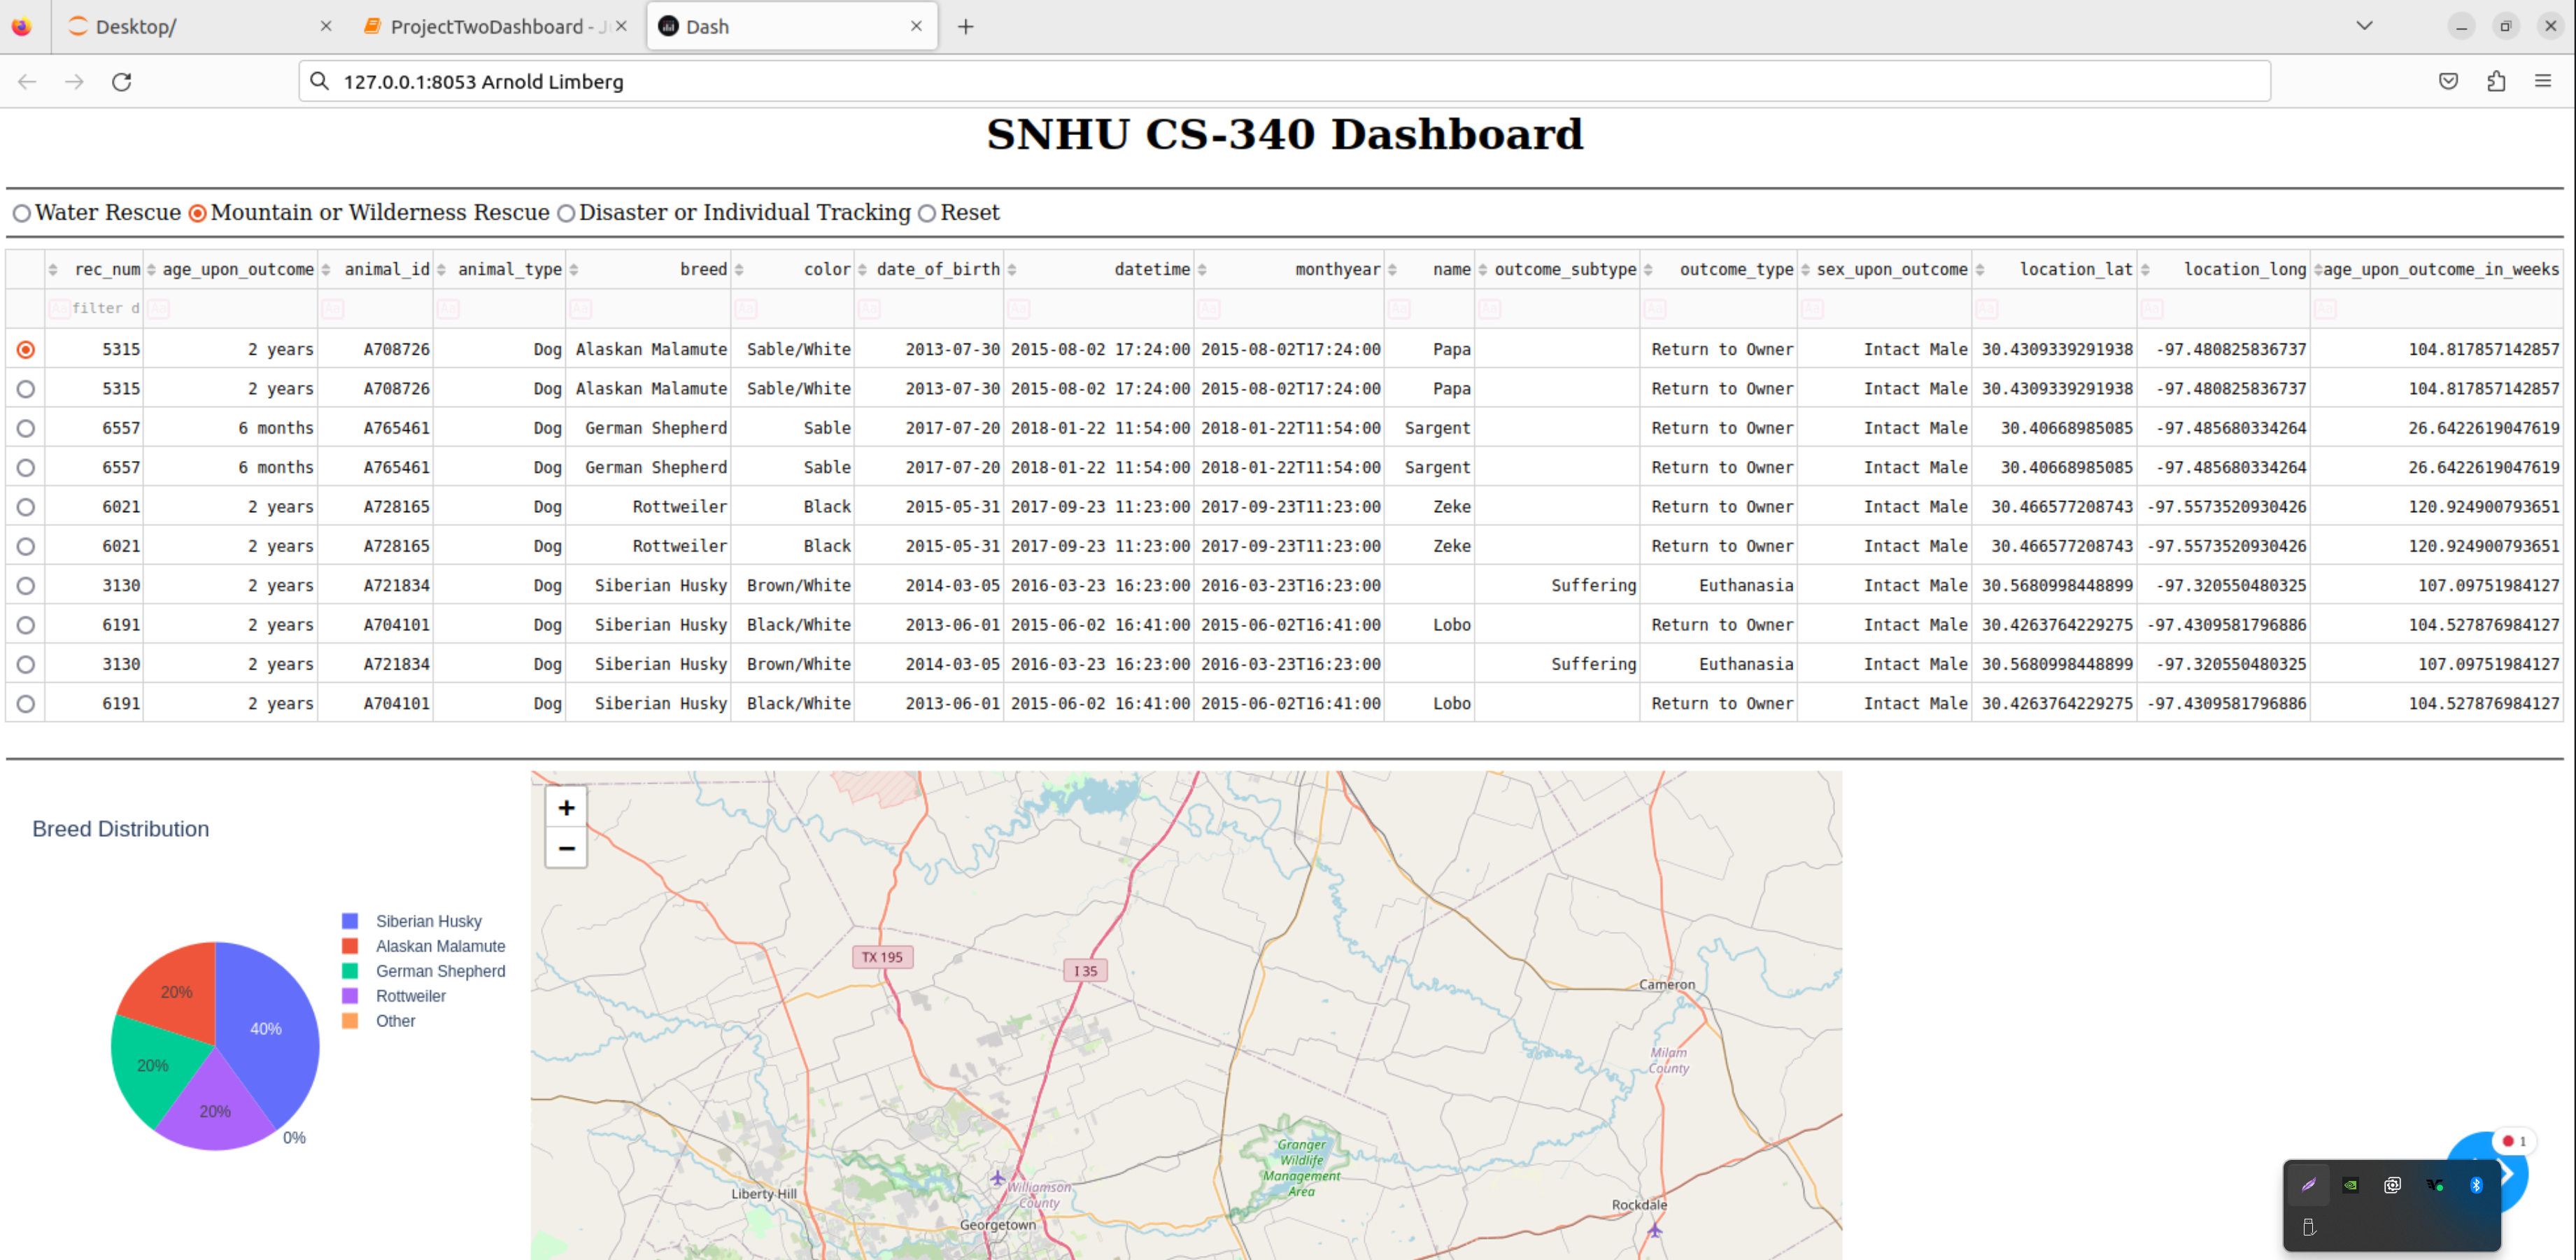 Desktop/ ProjectTwoDashboard - J Dash
127.0.0.1:8053 Arnold Limberg
SNHU CS-340 Dashboard
Water Rescue Mountain or Wilderness Rescue Disaster or Individual Tracking Reset
rec_num age_upon_outcome animal_id animal_type breed color date_of_birth datetime monthyear name outcome_subtype outcome_type sex_upon_outcome location_lat location_long age_upon_outcome_in_weeks
Aa filter d Aa Aa Aa Aa Aa Aa Aa Aa Aa Aa Aa Aa Aa Aa Aa
5315 2 years A708726 Dog Alaskan Malamute Sable/White 2013-07-30 2015-08-02 17:24:00 2015-08-02T17:24:00 Papa Return to Owner Intact Male 30.4309339291938 -97.480825836737 104.817857142857
5315 2 years A708726 Dog Alaskan Malamute Sable/White 2013-07-30 2015-08-02 17:24:00 2015-08-02T17:24:00 Papa Return to Owner Intact Male 30.4309339291938 -97.480825836737 104.817857142857
6557 6 months A765461 Dog German Shepherd Sable 2017-07-20 2018-01-22 11:54:00 2018-01-22T11:54:00 Sargent Return to Owner Intact Male 30.40668985085 -97.485680334264 26.6422619047619
6557 6 months A765461 Dog German Shepherd Sable 2017-07-20 2018-01-22 11:54:00 2018-01-22T11:54:00 Sargent Return to Owner Intact Male 30.40668985085 -97.485680334264 26.6422619047619
6021 2 years A728165 Dog Rottweiler Black 2015-05-31 2017-09-23 11:23:00 2017-09-23T11:23:00 Zeke Return to Owner Intact Male 30.466577208743 -97.5573520930426 120.924900793651
6021 2 years A728165 Dog Rottweiler Black 2015-05-31 2017-09-23 11:23:00 2017-09-23T11:23:00 Zeke Return to Owner Intact Male 30.466577208743 -97.5573520930426 120.924900793651
3130 2 years A721834 Dog Siberian Husky Brown/White 2014-03-05 2016-03-23 16:23:00 2016-03-23T16:23:00 Suffering Euthanasia Intact Male 30.5680998448899 -97.320550480325 107.09751984127
6191 2 years A704101 Dog Siberian Husky Black/White 2013-06-01 2015-06-02 16:41:00 2015-06-02T16:41:00 Lobo Return to Owner Intact Male 30.4263764229275 -97.4309581796886 104.527876984127
3130 2 years A721834 Dog Siberian Husky Brown/White 2014-03-05 2016-03-23 16:23:00 2016-03-23T16:23:00 Suffering Euthanasia Intact Male 30.5680998448899 -97.320550480325 107.09751984127
6191 2 years A704101 Dog Siberian Husky Black/White 2013-06-01 2015-06-02 16:41:00 2015-06-02T16:41:00 Lobo Return to Owner Intact Male 30.4263764229275 -97.4309581796886 104.527876984127
Breed Distribution
Siberian Husky
Alaskan Malamute
German Shepherd
Rottweiler
Other
20%
40%
20%
20%
0%
+
−
TX 195
I 35
Cameron
Milam
County
Granger
Wildlife
Management
Area
Liberty Hill
Williamson
County
Georgetown
Rockdale
1